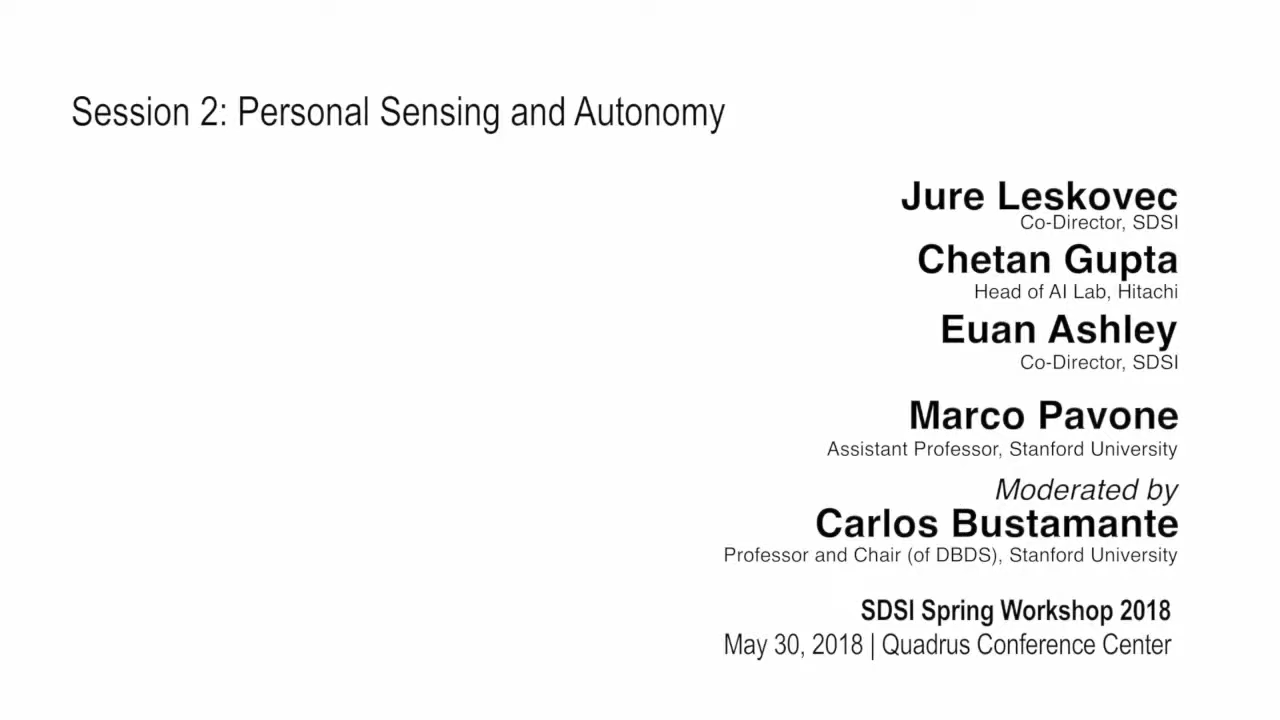 Session 2: Personal Sensing and Autonomy
Jure Leskovec
Co-Director, SDSI
Chetan Gupta
Head of AI Lab, Hitachi
Euan Ashley
Co-Director, SDSI
Marco Pavone
Assistant Professor, Stanford University
Moderated by
Carlos Bustamante
Professor and Chair (of DBDS), Stanford University
SDSI Spring Workshop 2018
May 30, 2018 | Quadrus Conference Center